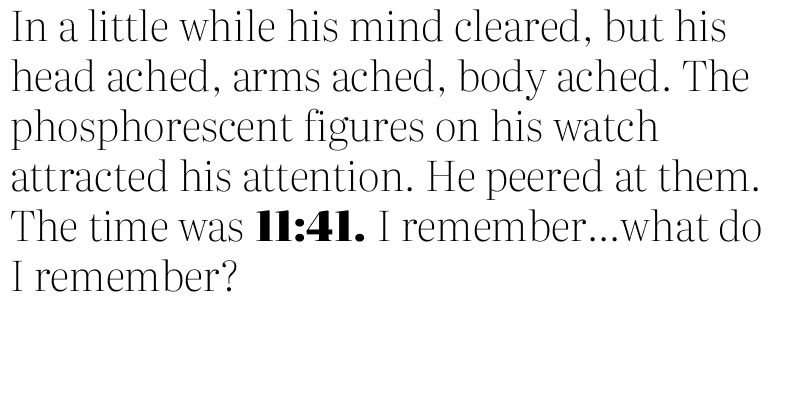 In a little while his mind cleared, but his
head ached, arms ached, body ached. The
phosphorescent figures on his watch
attracted his attention. He peered at them.
The time was 11:41. I remember...what do
I remember?